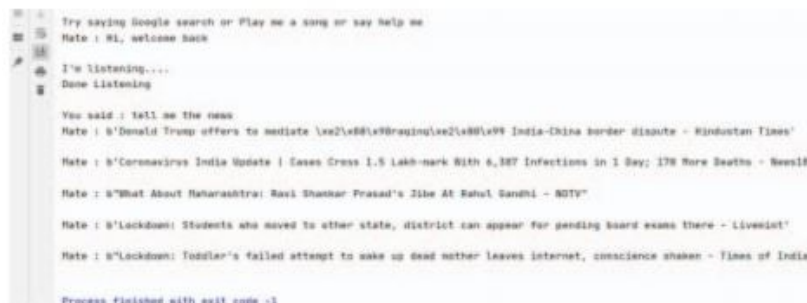 Try saying Google search or Play me a song or say help me
Mate : Hi, welcome back
I'm listening....
Done Listening
You said : tell me the news
Mate : b'Donald Trump offers to mediate \xe2\x80\x98raging\xe2\x80\x99 India-China border dispute - Hindustan Times'
Mate : b'Coronavirus India Update | Cases Cross 1.5 Lakh-mark With 6,387 Infections in 1 Day; 170 More Deaths - News18
Mate : b"What About Maharashtra: Ravi Shankar Prasad's Jibe At Rahul Gandhi - NDTV"
Mate : b'Lockdown: Students who moved to other state, district can appear for pending board exams there - Livemint'
Mate : b"Lockdown: Toddler's failed attempt to wake up dead mother leaves internet, conscience shaken - Times of India
Process finished with exit code -1